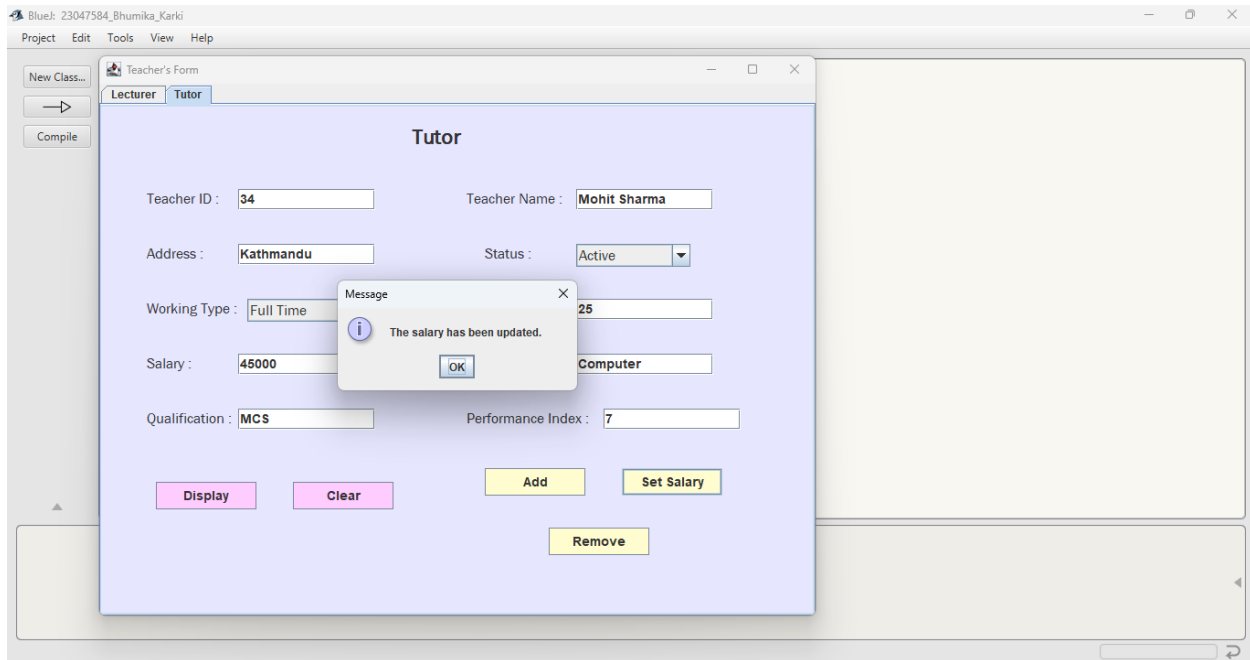 BlueJ: 23047584_Bhumika_Karki
Project Edit Tools View Help
New Class...
Compile
Teacher's Form
Lecturer Tutor
Tutor
Teacher ID : 34 Teacher Name : Mohit Sharma
Address : Kathmandu Status : Active
Working Type : Full Time 25
Message
The salary has been updated.
OK
Salary : 45000 Computer
Qualification : MCS Performance Index : 7
Display Clear Add Set Salary
Remove